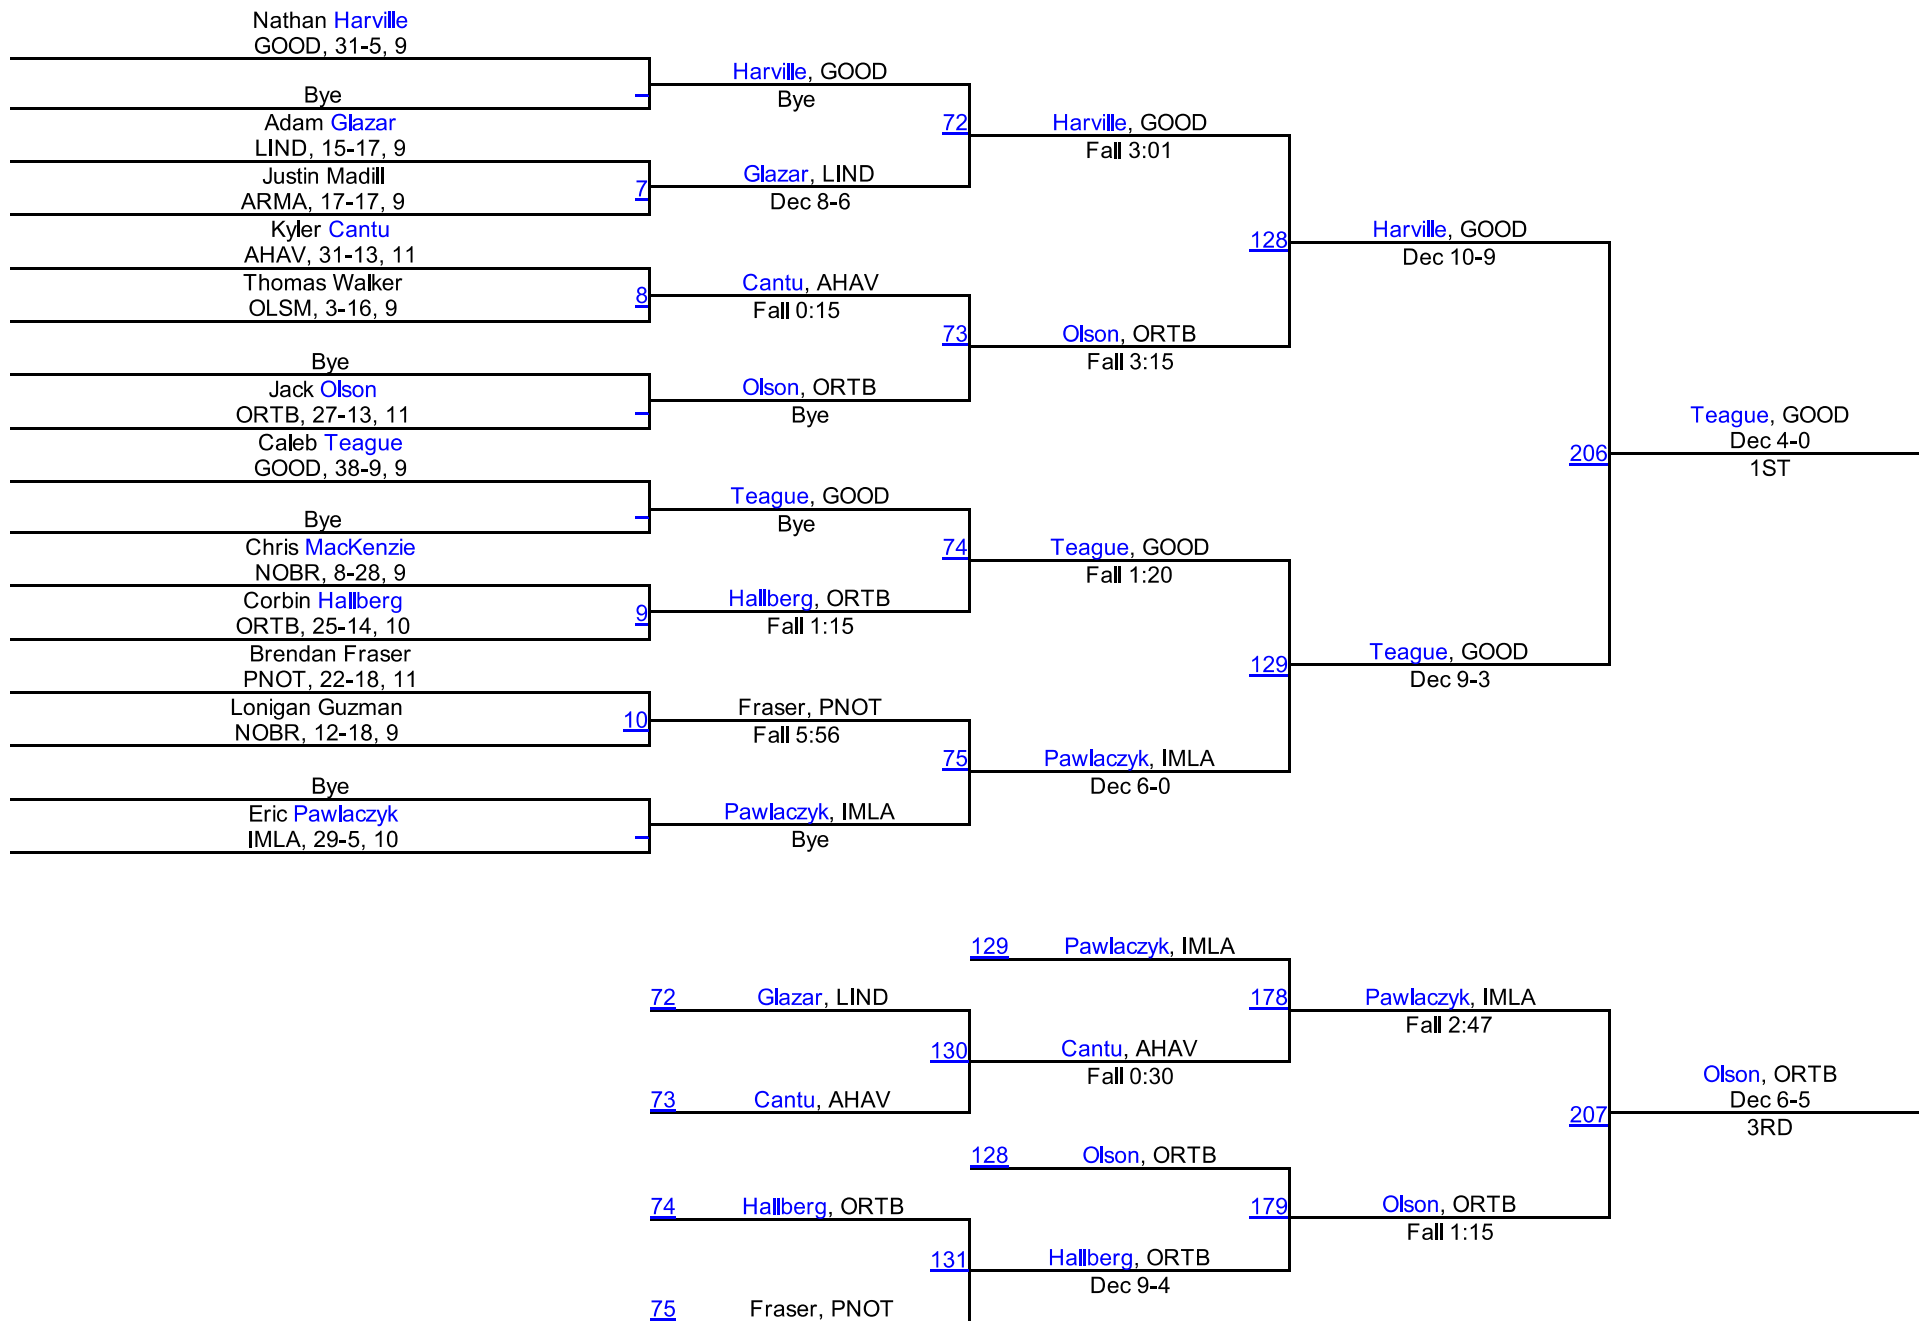 Nathan Harville
GOOD, 31-5, 9
Bye
Adam Glazar
LIND, 15-17, 9
Justin Madill
ARMA, 17-17, 9
7
Kyler Cantu
AHAV, 31-13, 11
Thomas Walker
OLSM, 3-16, 9
8
Bye
Jack Olson
ORTB, 27-13, 11
Caleb Teague
GOOD, 38-9, 9
Bye
Chris MacKenzie
NOBR, 8-28, 9
Corbin Hallberg
ORTB, 25-14, 10
9
Brendan Fraser
PNOT, 22-18, 11
Lonigan Guzman
NOBR, 12-18, 9
10
Bye
Eric Pawlaczyk
IMLA, 29-5, 10
Harville, GOOD
Bye
72
Glazar, LIND
Dec 8-6
Cantu, AHAV
Fall 0:15
73
Olson, ORTB
Bye
Teague, GOOD
Bye
74
Hallberg, ORTB
Fall 1:15
Fraser, PNOT
Fall 5:56
75
Pawlaczyk, IMLA
Bye
Harville, GOOD
Fall 3:01
128
Olson, ORTB
Fall 3:15
Teague, GOOD
Fall 1:20
129
Pawlaczyk, IMLA
Dec 6-0
Harville, GOOD
Dec 10-9
206
Teague, GOOD
Dec 9-3
Teague, GOOD
Dec 4-0
1ST
72 Glazar, LIND
130
73 Cantu, AHAV
74 Hallberg, ORTB
131
75 Fraser, PNOT
129 Pawlaczyk, IMLA
178
Cantu, AHAV
Fall 0:30
128 Olson, ORTB
179
Hallberg, ORTB
Dec 9-4
Pawlaczyk, IMLA
Fall 2:47
207
Olson, ORTB
Fall 1:15
Olson, ORTB
Dec 6-5
3RD